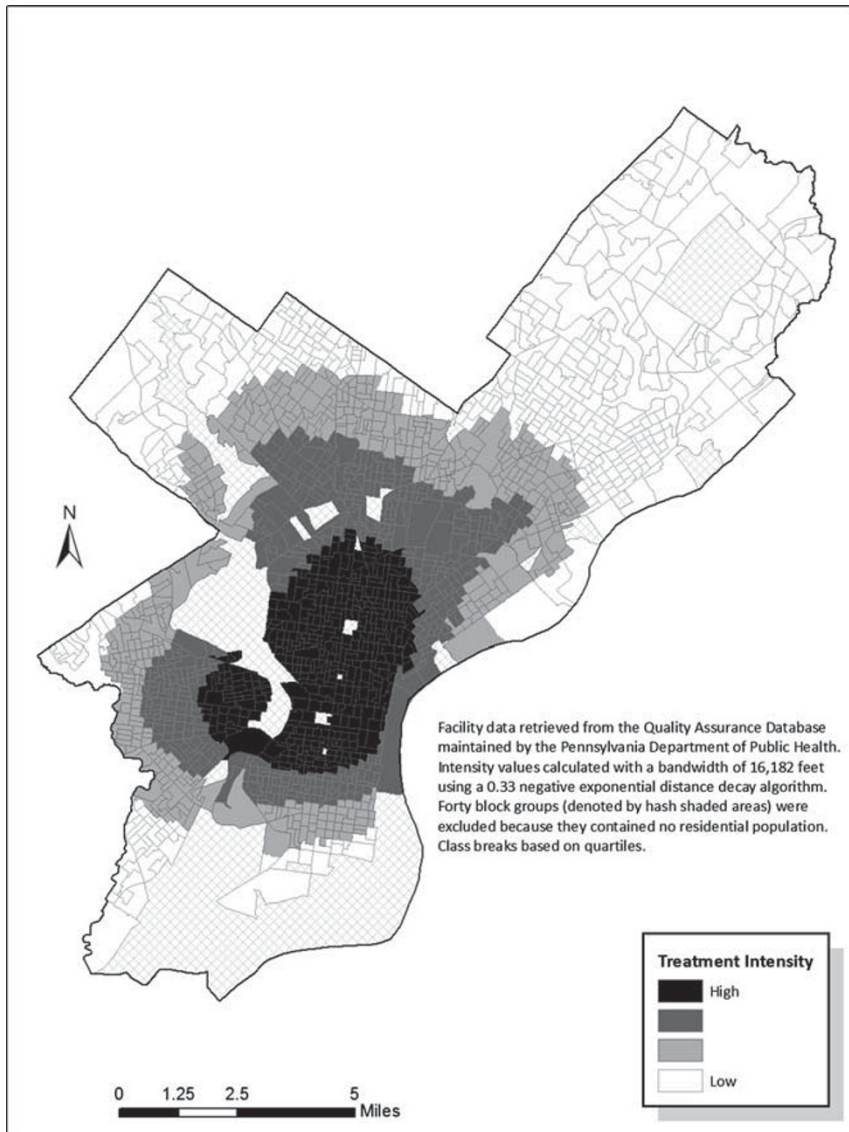 N
Facility data retrieved from the Quality Assurance Database
maintained by the Pennsylvania Department of Public Health.
Intensity values calculated with a bandwidth of 16,182 feet
using a 0.33 negative exponential distance decay algorithm.
Forty block groups (denoted by hash shaded areas) were
excluded because they contained no residential population.
Class breaks based on quartiles.
Treatment Intensity
High
Low
0 1.25 2.5 5
Miles